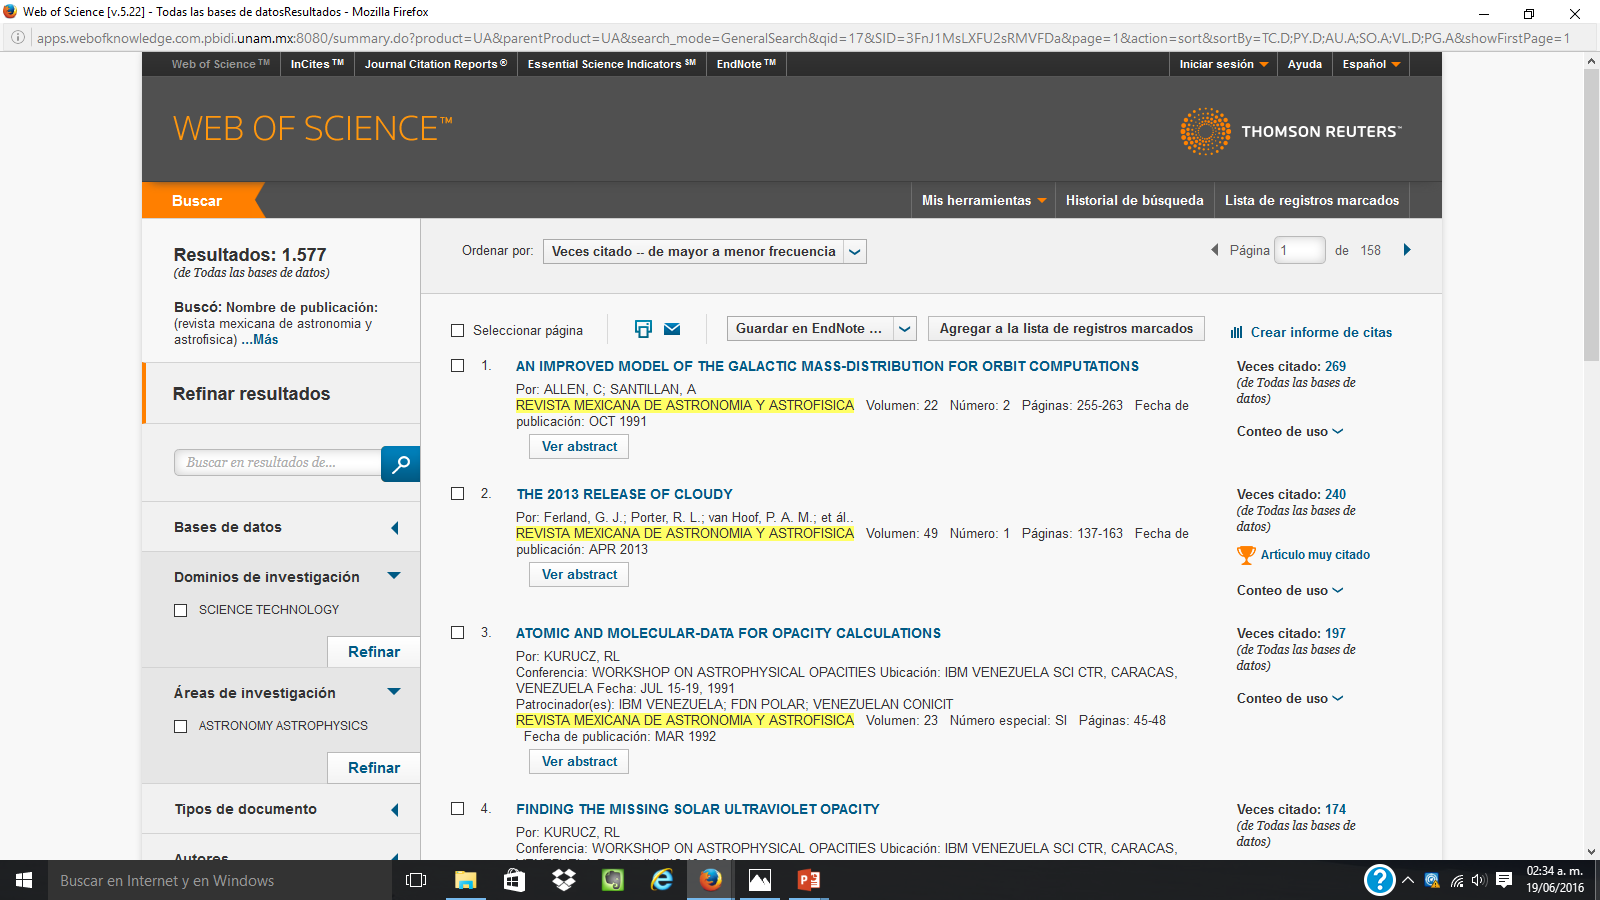 Web of Science [v.5.22] - Todas las bases de datosResultados - Mozilla Firefox
apps.webofknowledge.com.pbidi.unam.mx:8080/summary.do?product=UA&parentProduct=UA&search_mode=GeneralSearch&qid=17&SID=3FnJ1MsLXFU2sRMVFDa&page=1&action=sort&sortBy=TC.D;PY.D;AU.A;SO.A;VL.D;PG.A&showFirstPage=1
Web of Science™ InCites™ Journal Citation Reports® Essential Science Indicators℠ EndNote™ Iniciar sesión Ayuda Español
WEB OF SCIENCE™
THOMSON REUTERS™
Buscar Mis herramientas Historial de búsqueda Lista de registros marcados
Resultados: 1.577
(de Todas las bases de datos)
Buscó: Nombre de publicación:
(revista mexicana de astronomia y
astrofisica) ...Más
Refinar resultados
Buscar en resultados de...
Bases de datos
Dominios de investigación
SCIENCE TECHNOLOGY
Refinar
Áreas de investigación
ASTRONOMY ASTROPHYSICS
Refinar
Tipos de documento
Autores
Ordenar por: Veces citado -- de mayor a menor frecuencia Página 1 de 158
Seleccionar página Guardar en EndNote ... Agregar a la lista de registros marcados Crear informe de citas
1. AN IMPROVED MODEL OF THE GALACTIC MASS-DISTRIBUTION FOR ORBIT COMPUTATIONS
Por: ALLEN, C; SANTILLAN, A
REVISTA MEXICANA DE ASTRONOMIA Y ASTROFISICA Volumen: 22 Número: 2 Páginas: 255-263 Fecha de
publicación: OCT 1991
Ver abstract
Veces citado: 269
(de Todas las bases de
datos)
Conteo de uso
2. THE 2013 RELEASE OF CLOUDY
Por: Ferland, G. J.; Porter, R. L.; van Hoof, P. A. M.; et ál..
REVISTA MEXICANA DE ASTRONOMIA Y ASTROFISICA Volumen: 49 Número: 1 Páginas: 137-163 Fecha de
publicación: APR 2013
Ver abstract
Veces citado: 240
(de Todas las bases de
datos)
Artículo muy citado
Conteo de uso
3. ATOMIC AND MOLECULAR-DATA FOR OPACITY CALCULATIONS
Por: KURUCZ, RL
Conferencia: WORKSHOP ON ASTROPHYSICAL OPACITIES Ubicación: IBM VENEZUELA SCI CTR, CARACAS,
VENEZUELA Fecha: JUL 15-19, 1991
Patrocinador(es): IBM VENEZUELA; FDN POLAR; VENEZUELAN CONICIT
REVISTA MEXICANA DE ASTRONOMIA Y ASTROFISICA Volumen: 23 Número especial: SI Páginas: 45-48
Fecha de publicación: MAR 1992
Ver abstract
Veces citado: 197
(de Todas las bases de
datos)
Conteo de uso
4. FINDING THE MISSING SOLAR ULTRAVIOLET OPACITY
Por: KURUCZ, RL
Conferencia: WORKSHOP ON ASTROPHYSICAL OPACITIES Ubicación: IBM VENEZUELA SCI CTR, CARACAS,
Veces citado: 174
(de Todas las bases de
datos)
Buscar en Internet y en Windows
02:34 a. m.
19/06/2016